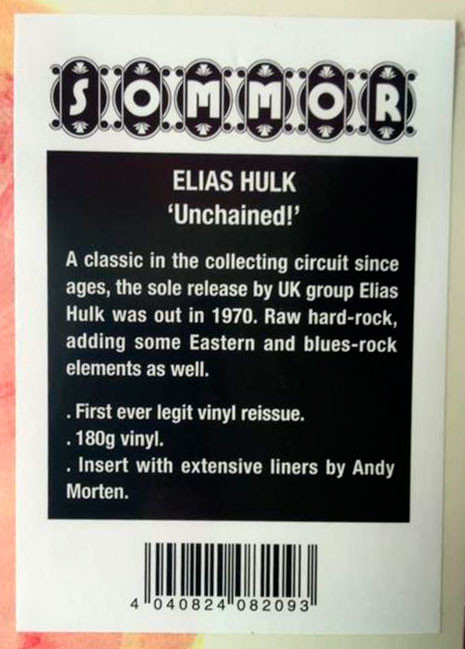 SOMMOR
ELIAS HULK
'Unchained!'
A classic in the collecting circuit since
ages, the sole release by UK group Elias
Hulk was out in 1970. Raw hard-rock,
adding some Eastern and blues-rock
elements as well.
. First ever legit vinyl reissue.
. 180g vinyl.
. Insert with extensive liners by Andy
Morten.
4 040824 082093